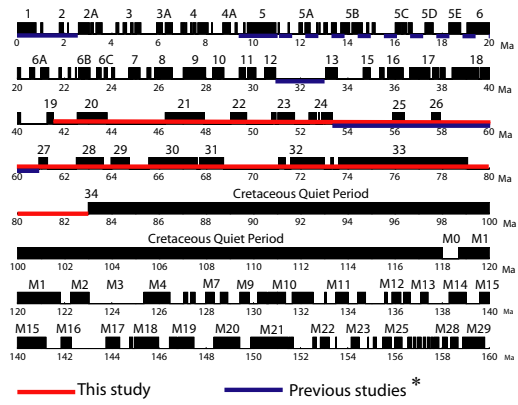 1 2 2A 3 3A 4 4A 5 5A 5B 5C 5D 5E 6
0 2 4 6 8 10 12 14 16 18 20 Ma
6A 6B 6C 7 8 9 10 11 12 13 15 16 17 18
20 22 24 26 28 30 32 34 36 38 40 Ma
19 20 21 22 23 24 25 26
40 42 44 46 48 50 52 54 56 58 60 Ma
27 28 29 30 31 32 33
60 62 64 66 68 70 72 74 76 78 80 Ma
34 Cretaceous Quiet Period
80 82 84 86 88 90 92 94 96 98 100 Ma
Cretaceous Quiet Period M0 M1
100 102 104 106 108 110 112 114 116 118 120 Ma
M1 M2 M3 M4 M7 M9 M10 M11 M12 M13 M14 M15
120 122 124 126 128 130 132 134 136 138 140 Ma
M15 M16 M17 M18 M19 M20 M21 M22 M23 M24 M25 M26 M28 M29
140 142 144 146 148 150 152 154 156 158 160 Ma
This study Previous studies *